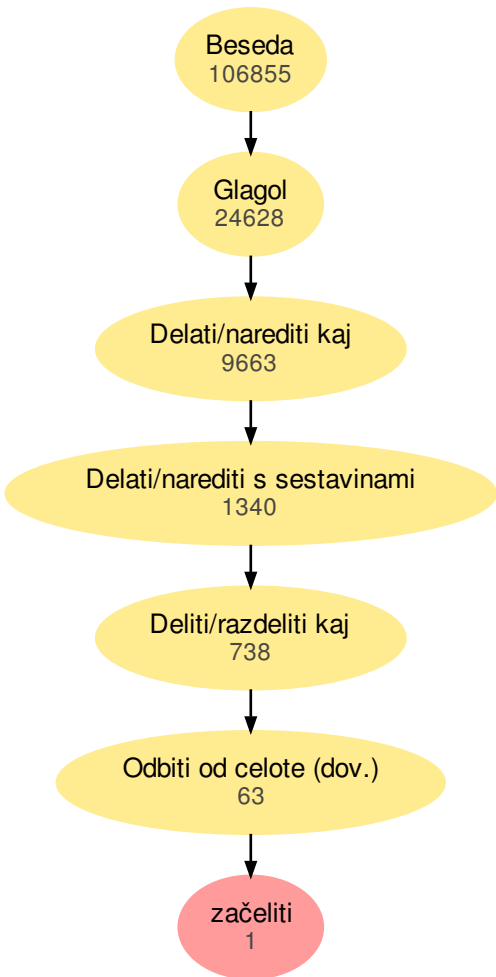 Beseda
106855
Glagol
24628
Delati/narediti kaj
9663
Delati/narediti s sestavinami
1340
Deliti/razdeliti kaj
738
Odbiti od celote (dov.)
63
začeliti
1